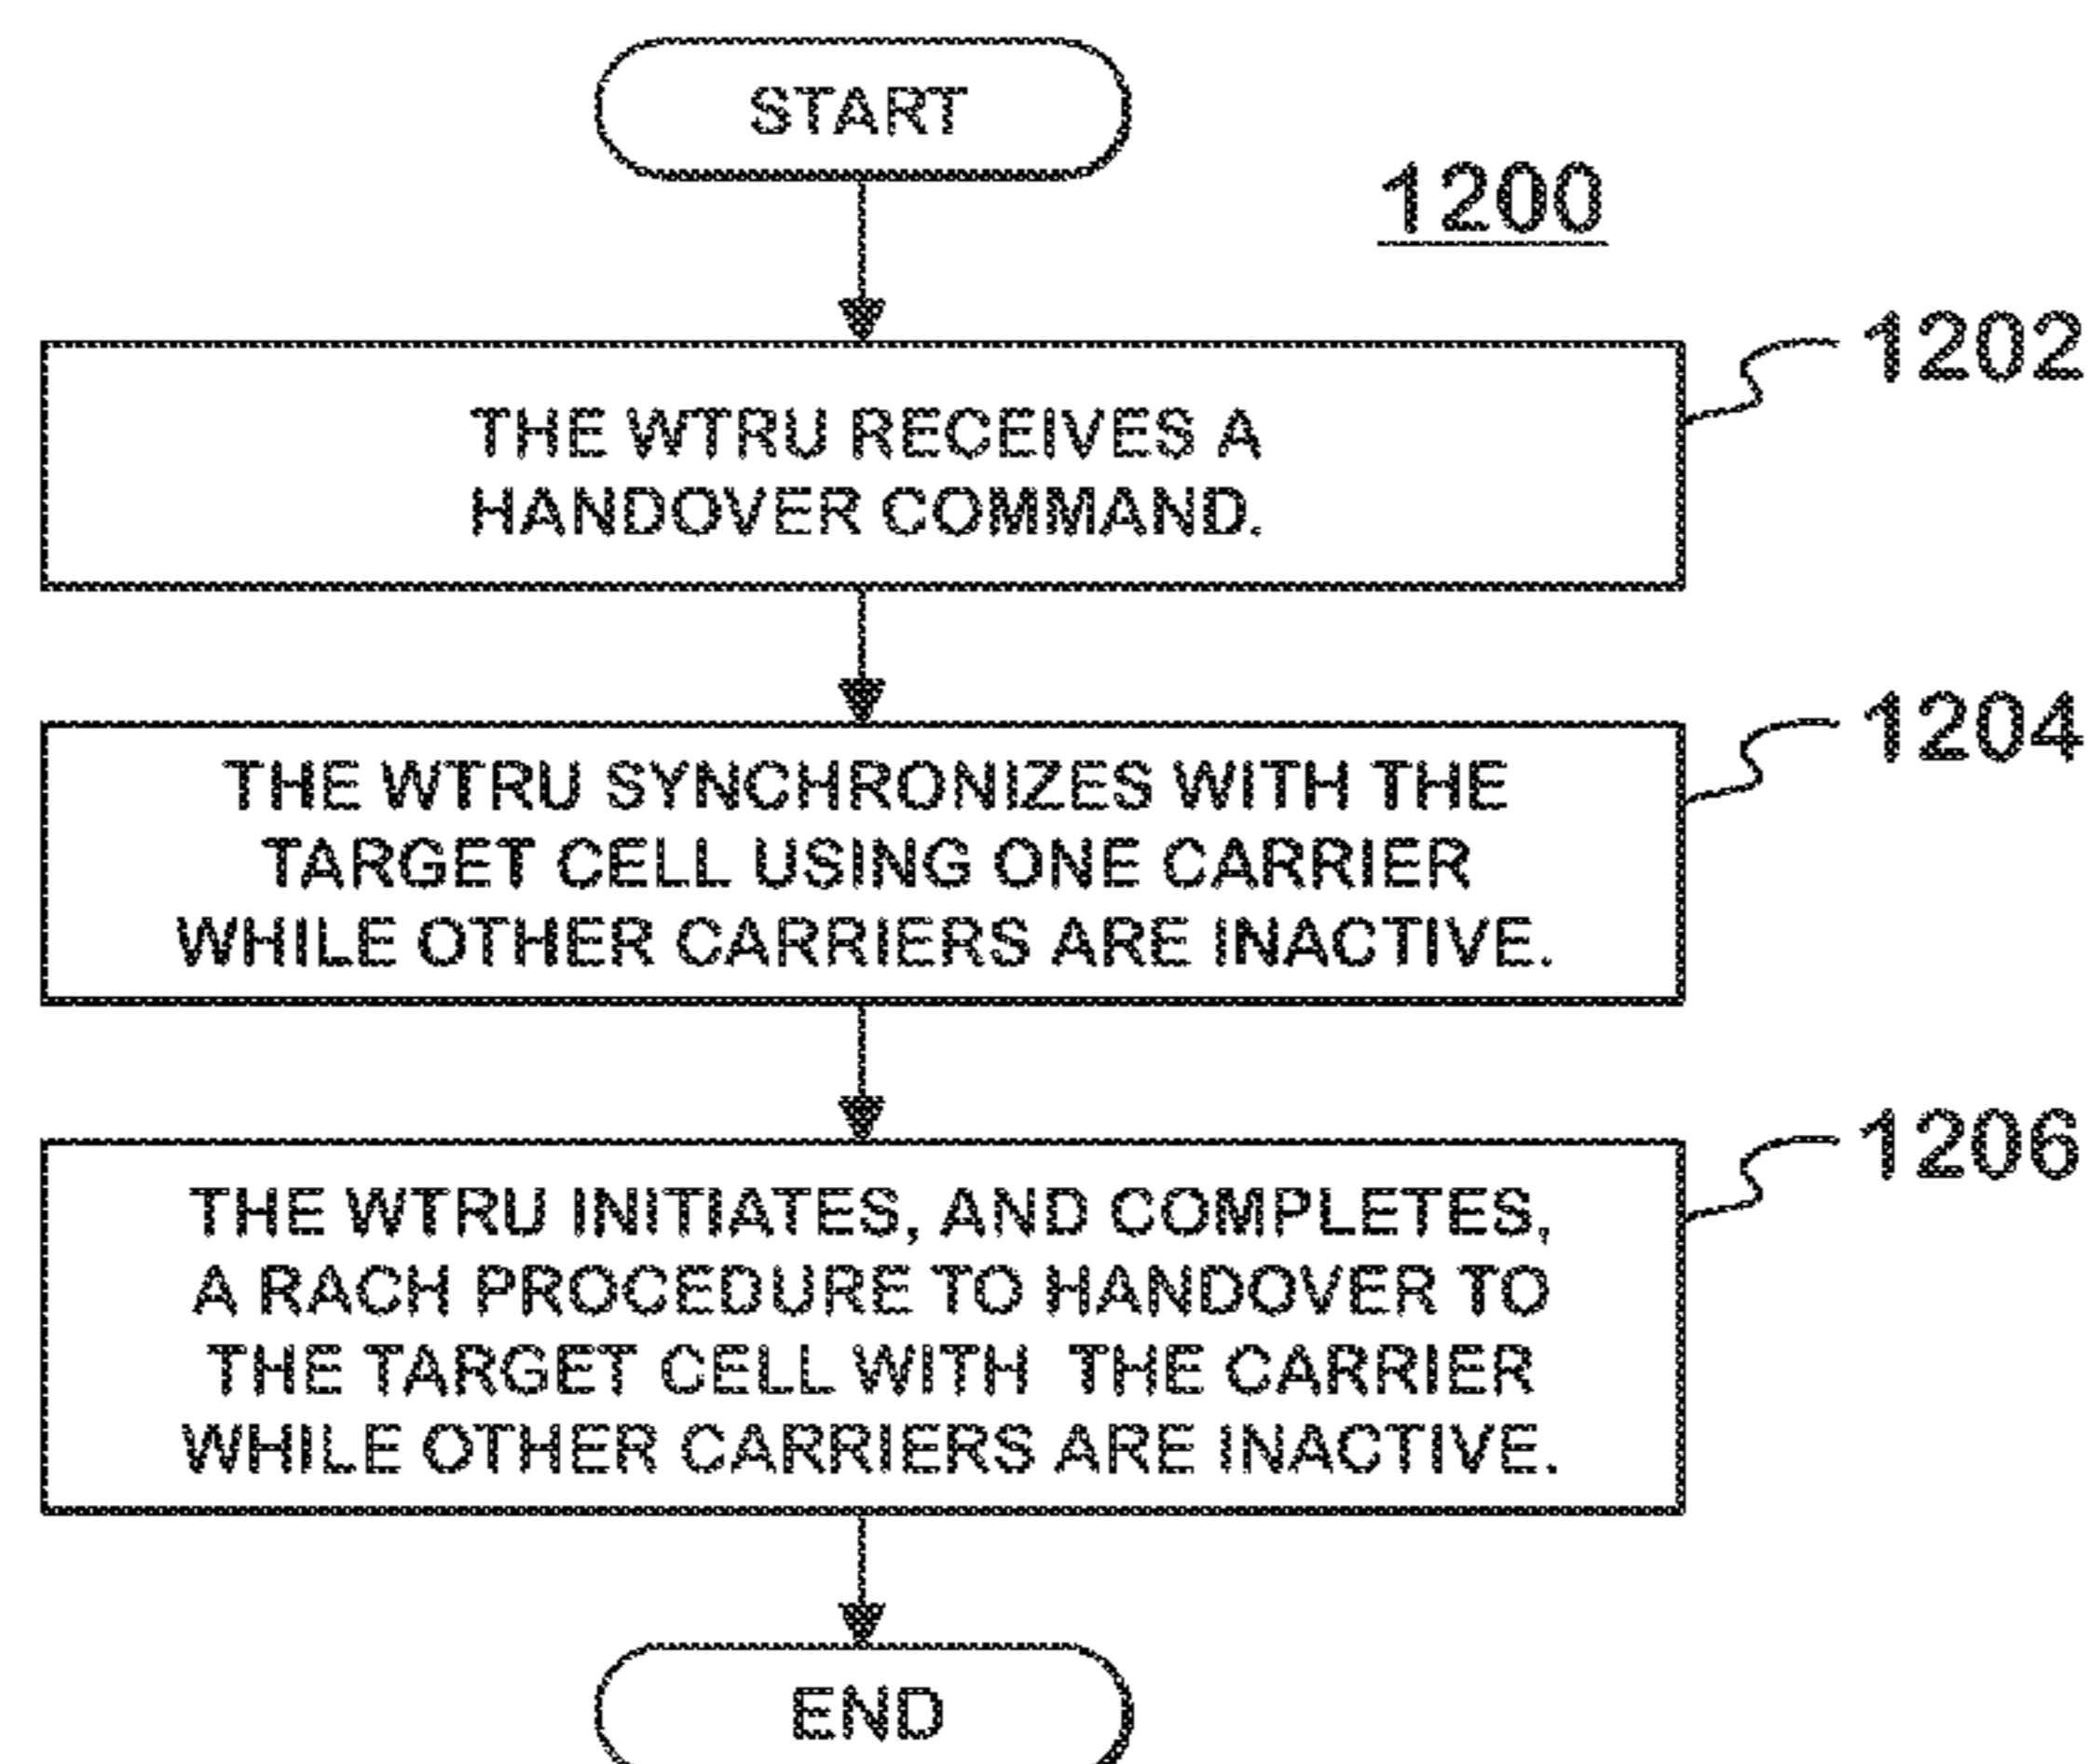 START
1200
1202
THE WTRU RECEIVES A
HANDOVER COMMAND.
1204
THE WTRU SYNCHRONIZES WITH THE
TARGET CELL USING ONE CARRIER
WHILE OTHER CARRIERS ARE INACTIVE.
1206
THE WTRU INITIATES, AND COMPLETES,
A RACH PROCEDURE TO HANDOVER TO
THE TARGET CELL WITH THE CARRIER
WHILE OTHER CARRIERS ARE INACTIVE.
END